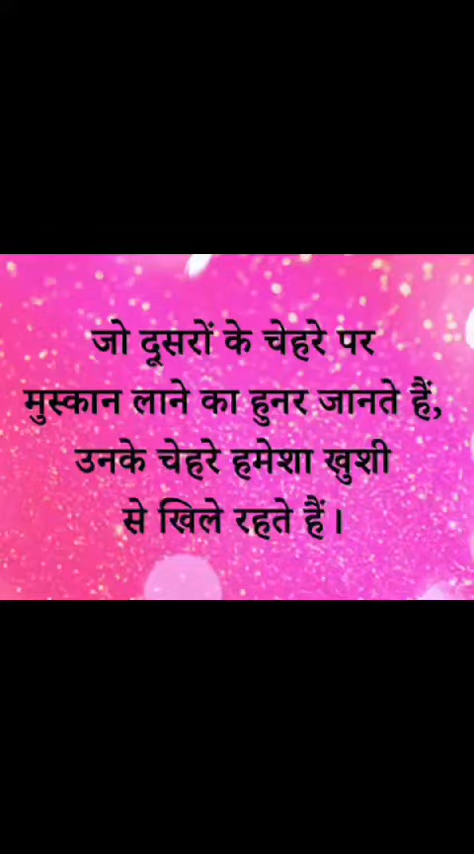 जो दूसरों के चेहरे पर
मुस्कान लाने का हुनर जानते हैं,
उनके चेहरे हमेशा खुशी
से खिले रहते हैं।